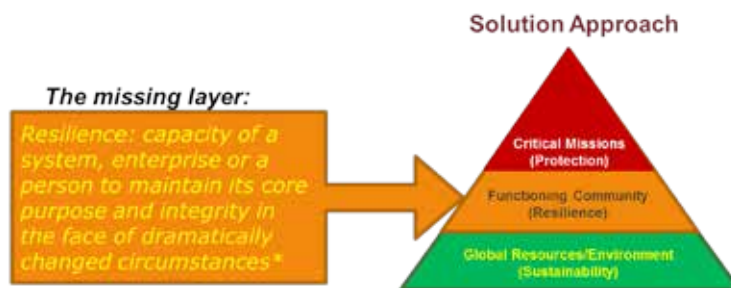 Solution Approach
The missing layer:
Resilience: capacity of a
system, enterprise or a
person to maintain its core
purpose and integrity in
the face of dramatically
changed circumstances*
Critical Missions
(Protection)
Functioning Community
(Resilience)
Global Resources/Environment
(Sustainability)